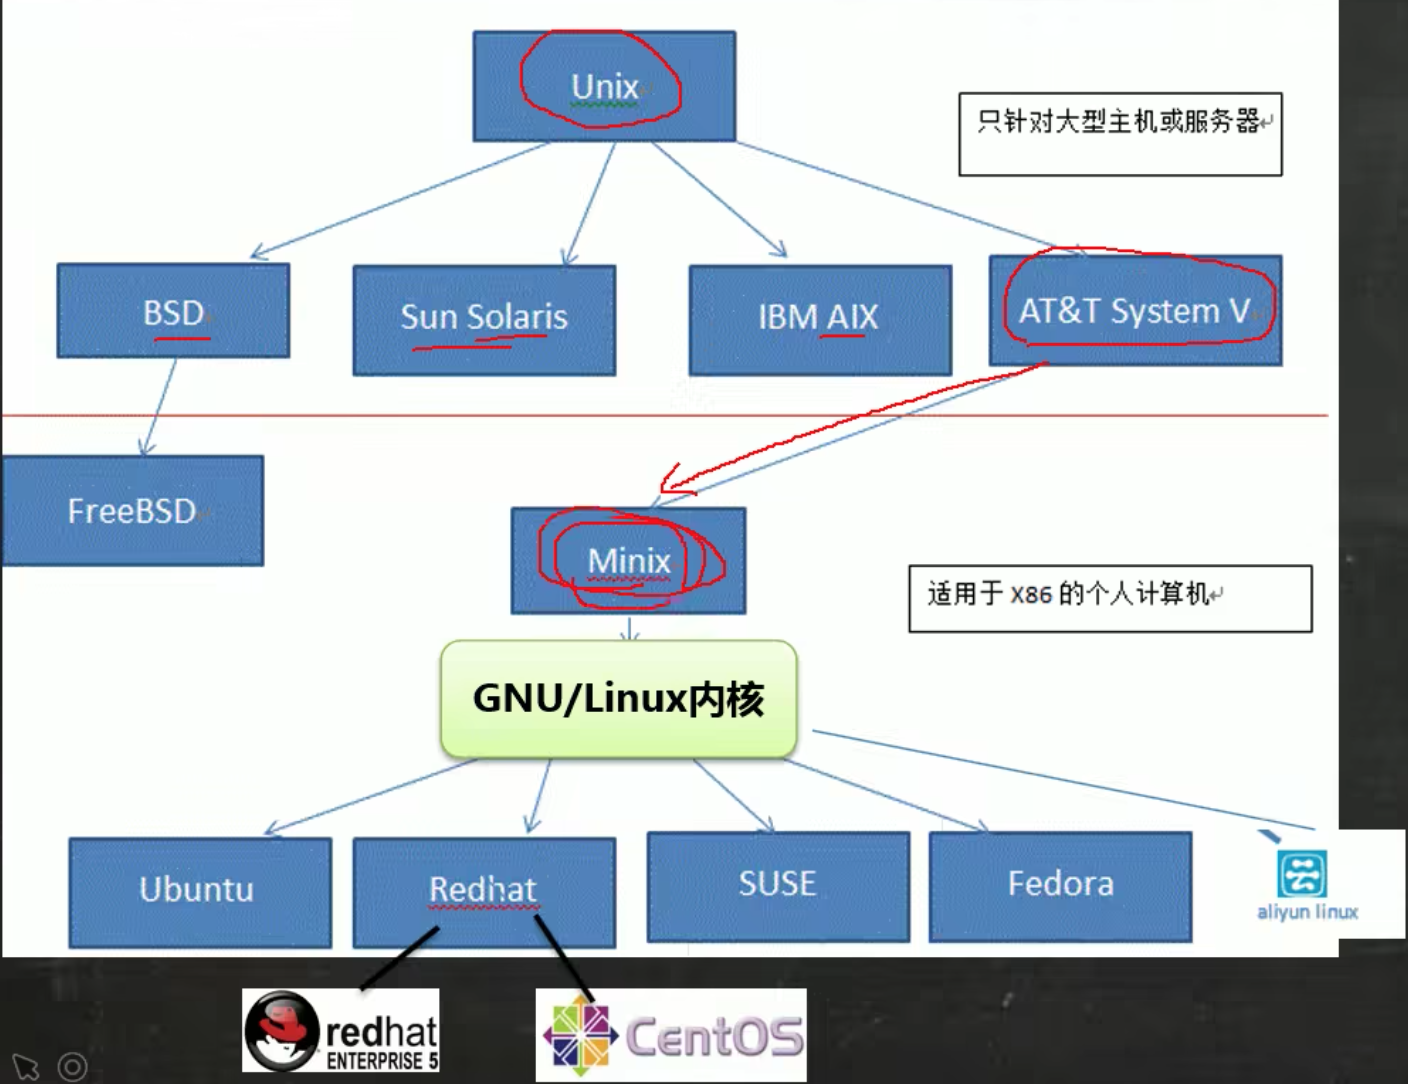 Unix
只针对大型主机或服务器
BSD
Sun Solaris
IBM AIX
AT&T System V
FreeBSD
Minix
适用于 X86 的个人计算机
GNU/Linux内核
Ubuntu
Redhat
SUSE
Fedora
aliyun linux
redhat
ENTERPRISE 5
CentOS